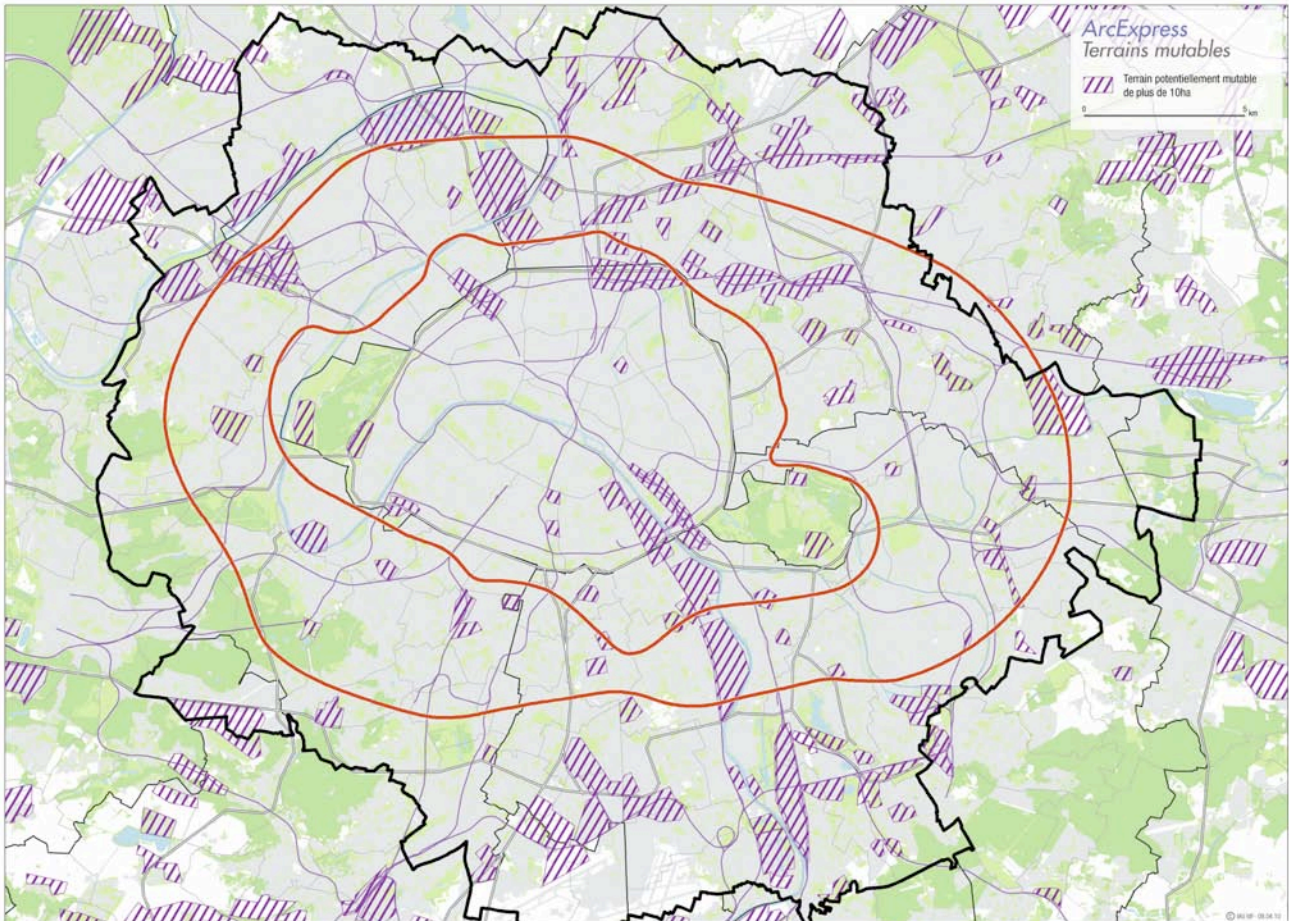 ArcExpress
Terrains mutables
Terrain potentiellement mutable
de plus de 10ha
0 5 km